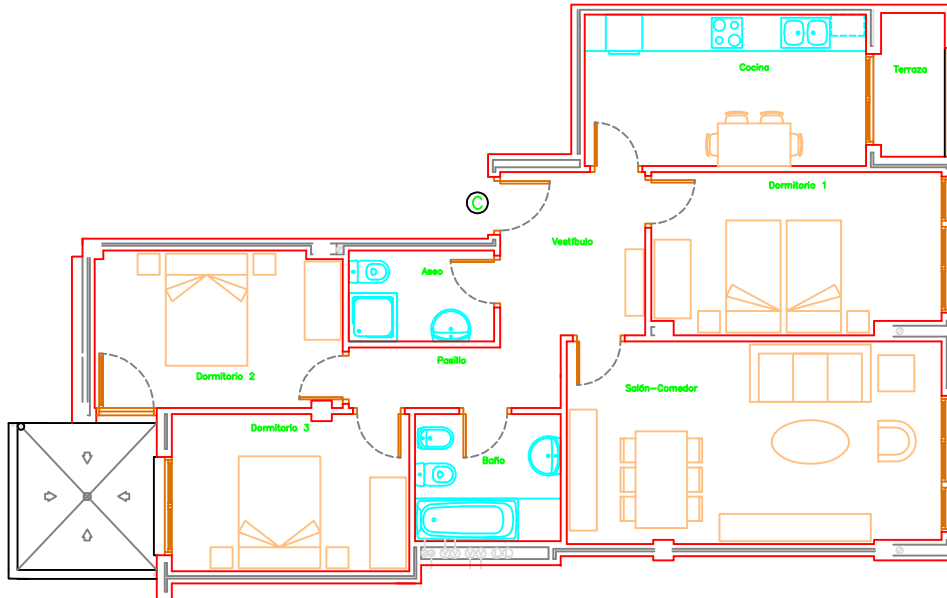 Cocina
Terraza
Dormitorio 1
C
Vestíbulo
Aseo
Pasillo
Dormitorio 2
Salón-Comedor
Dormitorio 3
Baño